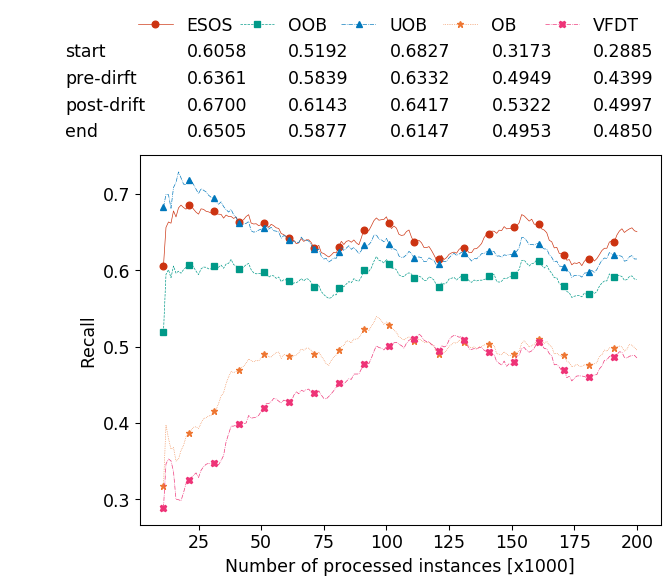 ESOS OOB UOB OB VFDT
start 0.6058 0.5192 0.6827 0.3173 0.2885
pre-dirft 0.6361 0.5839 0.6332 0.4949 0.4399
post-drift 0.6700 0.6143 0.6417 0.5322 0.4997
end 0.6505 0.5877 0.6147 0.4953 0.4850
0.7
0.6
0.5
0.4
0.3
Recall
25 50 75 100 125 150 175 200
Number of processed instances [x1000]